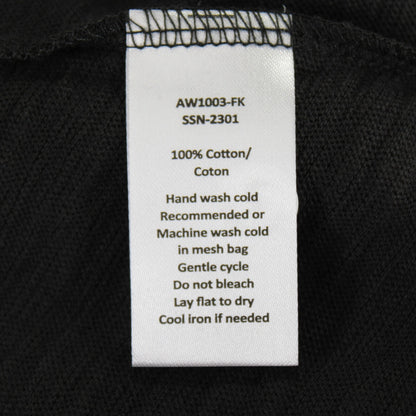 AW1003-FK
SSN-2301
100% Cotton/
Coton
Hand wash cold
Recommended or
Machine wash cold
in mesh bag
Gentle cycle
Do not bleach
Lay flat to dry
Cool iron if needed